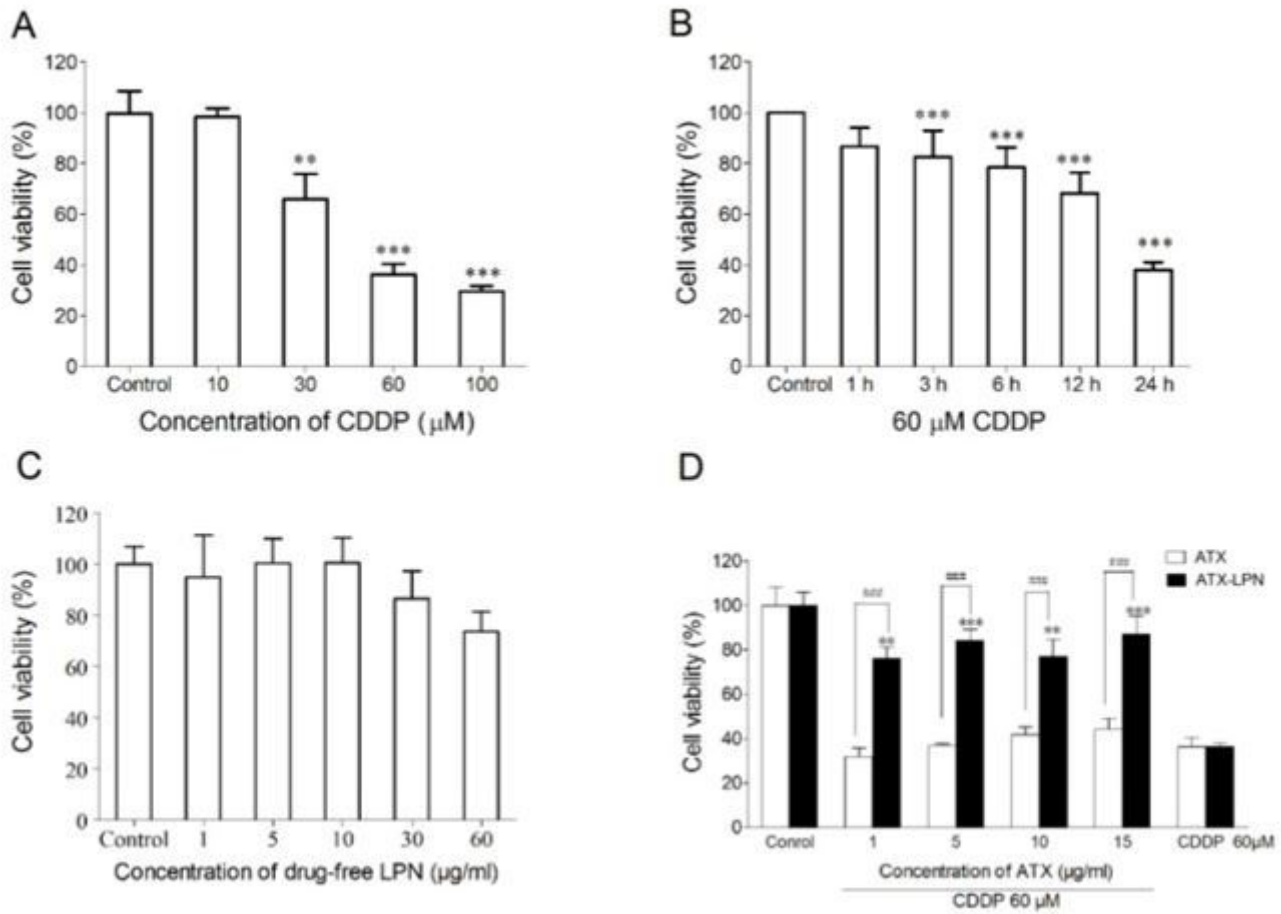 A
120
100
80
60
40
20
0
Cell viability (%)
**
***
***
Control 10 30 60 100
Concentration of CDDP (μM)
B
120
100
80
60
40
20
0
Cell viability (%)
***
***
***
***
Control 1 h 3 h 6 h 12 h 24 h
60 μM CDDP
C
120
100
80
60
40
20
0
Cell viability (%)
Control 1 5 10 30 60
Concentration of drug-free LPN (μg/ml)
D
120
100
80
60
40
20
0
Cell viability (%)
ATX
ATX-LPN
###
###
###
###
**
***
**
***
Conrol 1 5 10 15 CDDP 60μM
Concentration of ATX (μg/ml)
CDDP 60 μM